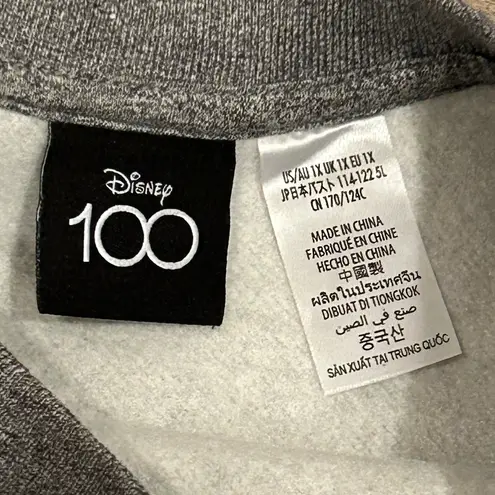 Disney
100
US/AU 1X UK 1X EU 1X
JP日本バスト 114-122 5L
CN 170/124C
MADE IN CHINA
FABRIQUÉ EN CHINE
HECHO EN CHINA
中國製
ผลิตในประเทศจีน
DIBUAT DI TIONGKOK
صنع في الصين
중국산
SẢN XUẤT TẠI TRUNG QUỐC